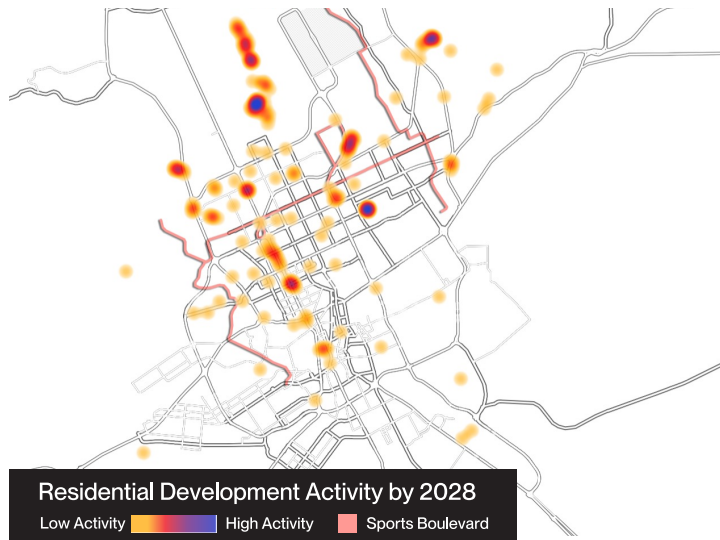 Residential Development Activity by 2028
Low Activity High Activity Sports Boulevard